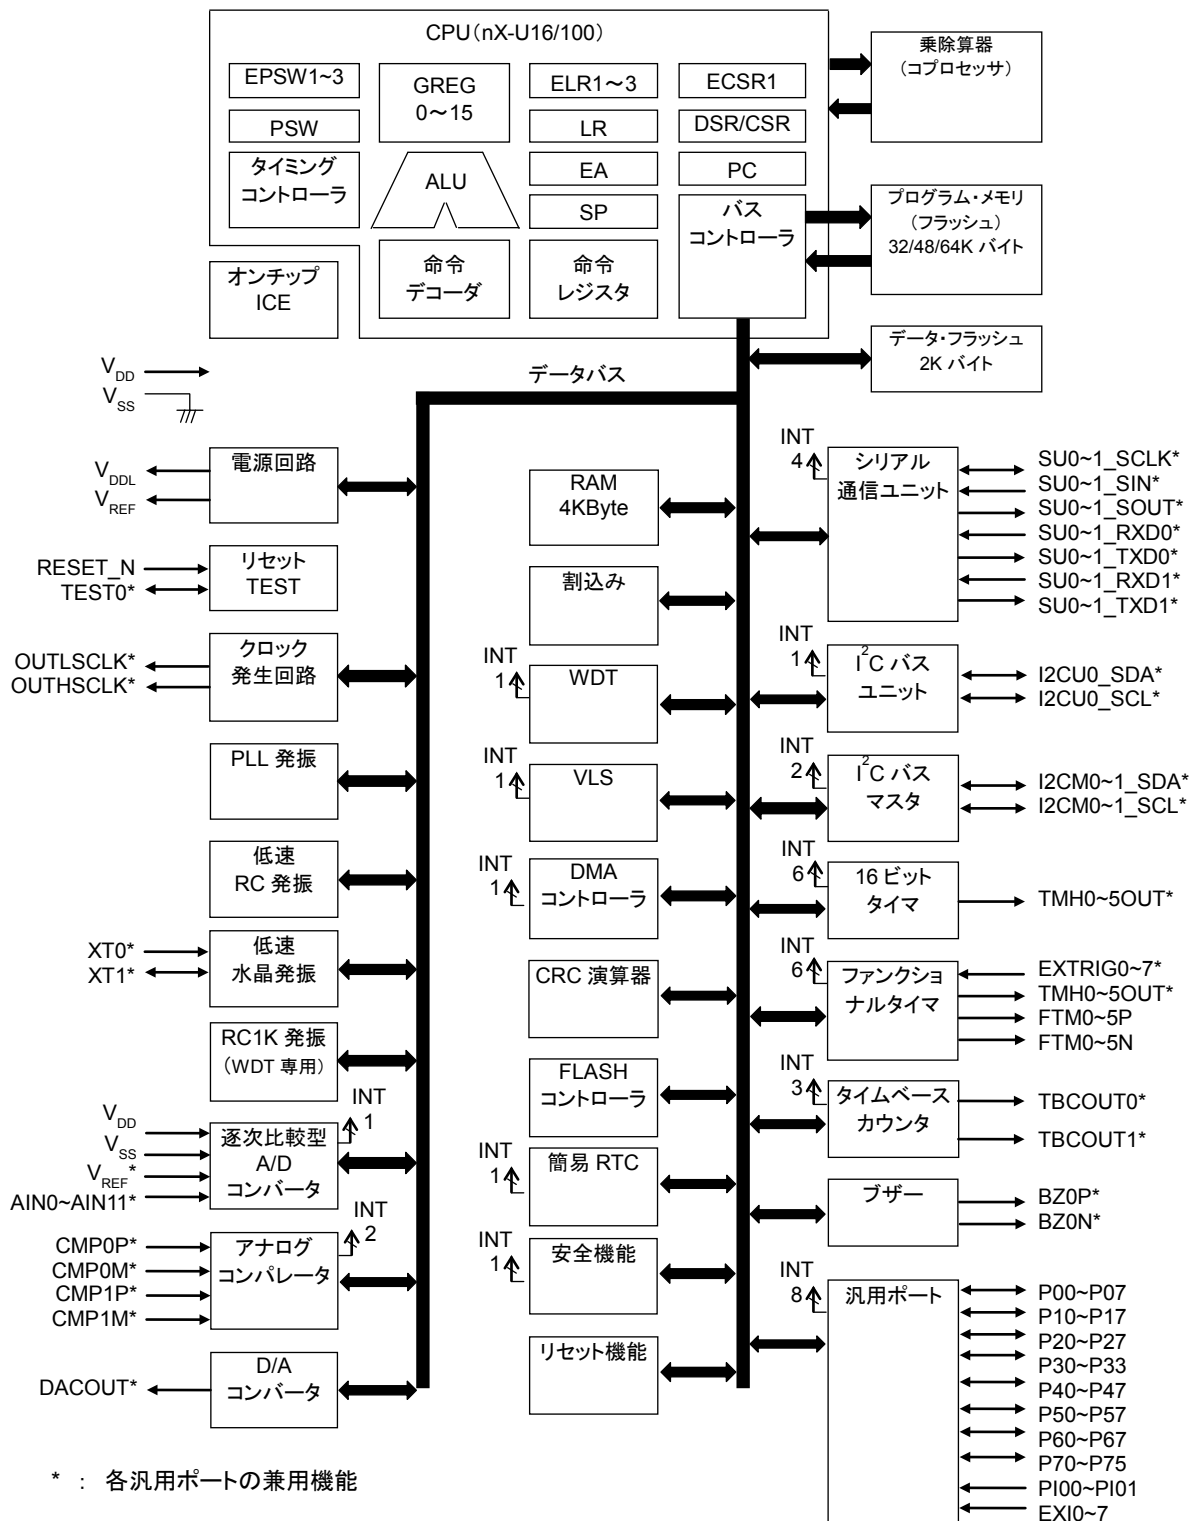 CPU（nX-U16/100）
EPSW1~3
GREG
0～15
ELR1～3
ECSR1
PSW
LR
DSR/CSR
タイミング
コントローラ
ALU
EA
PC
SP
バス
コントローラ
命令
デコーダ
命令
レジスタ
オンチップ
ICE
乗除算器
（コプロセッサ）
プログラム・メモリ
（フラッシュ）
32/48/64K バイト
データ・フラッシュ
2K バイト
データバス
VDD
VSS
VDDL
VREF
電源回路
RESET_N
TEST0*
リセット
TEST
OUTLSCLK*
OUTHSCLK*
クロック
発生回路
PLL 発振
低速
RC 発振
XT0*
XT1*
低速
水晶発振
RC1K 発振
（WDT 専用）
VDD
VSS
VREF*
AIN0~AIN11*
逐次比較型
A/D
コンバータ
INT
1
CMP0P*
CMP0M*
CMP1P*
CMP1M*
アナログ
コンパレータ
INT
2
DACOUT*
D/A
コンバータ
RAM
4KByte
割込み
INT
1
WDT
INT
1
VLS
INT
1
DMA
コントローラ
CRC 演算器
FLASH
コントローラ
INT
1
簡易 RTC
INT
1
安全機能
リセット機能
INT
4
シリアル
通信ユニット
SU0~1_SCLK*
SU0~1_SIN*
SU0~1_SOUT*
SU0~1_RXD0*
SU0~1_TXD0*
SU0~1_RXD1*
SU0~1_TXD1*
INT
1
I²C バス
ユニット
I2CU0_SDA*
I2CU0_SCL*
INT
2
I²C バス
マスタ
I2CM0~1_SDA*
I2CM0~1_SCL*
INT
6
16 ビット
タイマ
TMH0~5OUT*
INT
6
ファンクショ
ナルタイマ
EXTRIG0~7*
TMH0~5OUT*
FTM0~5P
FTM0~5N
INT
3
タイムベース
カウンタ
TBCOUT0*
TBCOUT1*
ブザー
BZ0P*
BZ0N*
INT
8
汎用ポート
P00~P07
P10~P17
P20~P27
P30~P33
P40~P47
P50~P57
P60~P67
P70~P75
PI00~PI01
EXI0~7
* ： 各汎用ポートの兼用機能